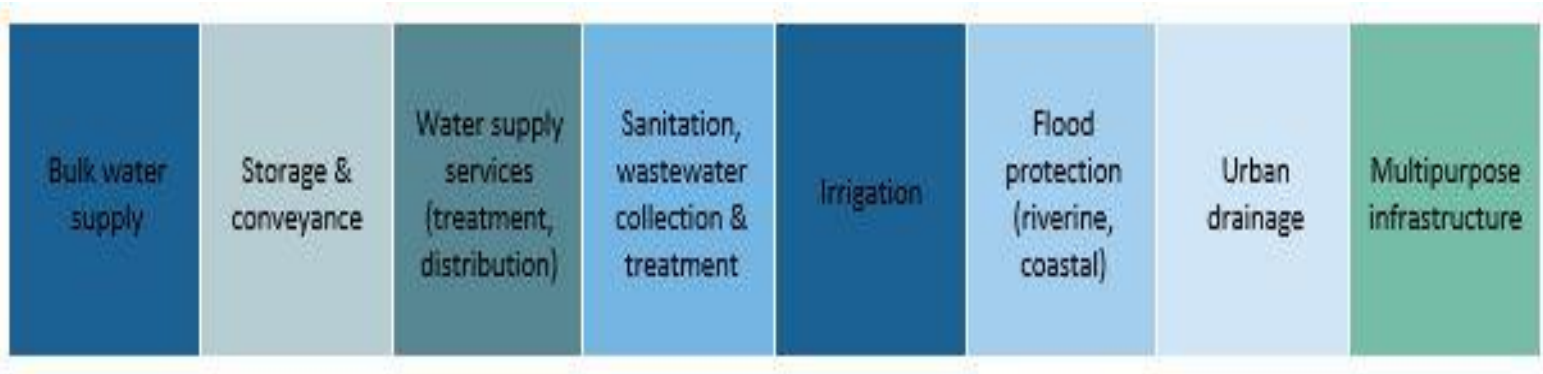 Bulk water
supply
Storage &
conveyance
Water supply
services
(treatment,
distribution)
Sanitation,
wastewater
collection &
treatment
Irrigation
Flood
protection
(riverine,
coastal)
Urban
drainage
Multipurpose
infrastructure